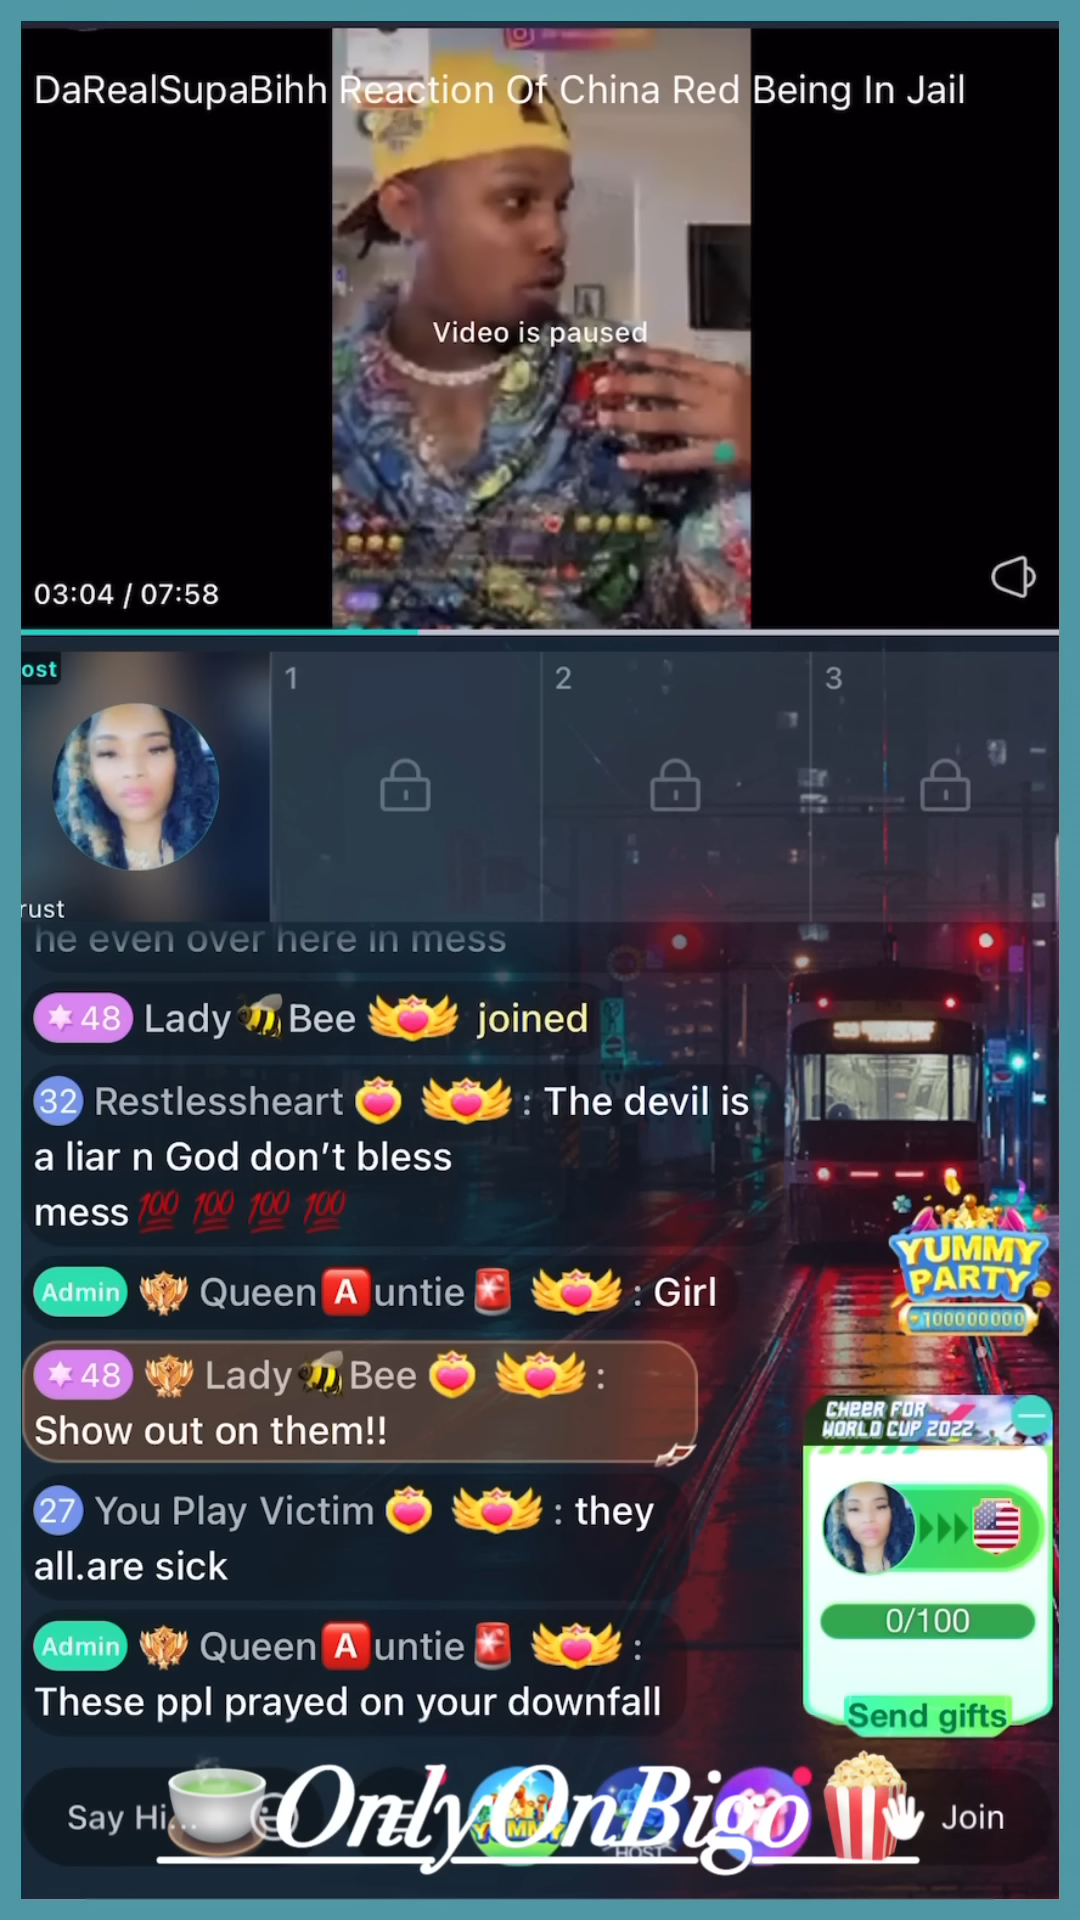 DaRealSupaBihh Reaction Of China Red Being In Jail
Video is paused
03:04 / 07:58
ost
1
2
3
rust
he even over here in mess
48 Lady🐝Bee joined
32 Restlessheart : The devil is
a liar n God don’t bless
mess 💯 💯 💯 💯
Admin Queen🅰️untie🚨 : Girl
48 Lady🐝Bee :
Show out on them!!
27 You Play Victim : they
all.are sick
Admin Queen🅰️untie🚨 :
These ppl prayed on your downfall
YUMMY
PARTY
100000000
CHEER FOR
WORLD CUP 2022
0/100
Send gifts
Say Hi...
🍵OnlyOnBigo🍿
YUMMY
HOST
Join